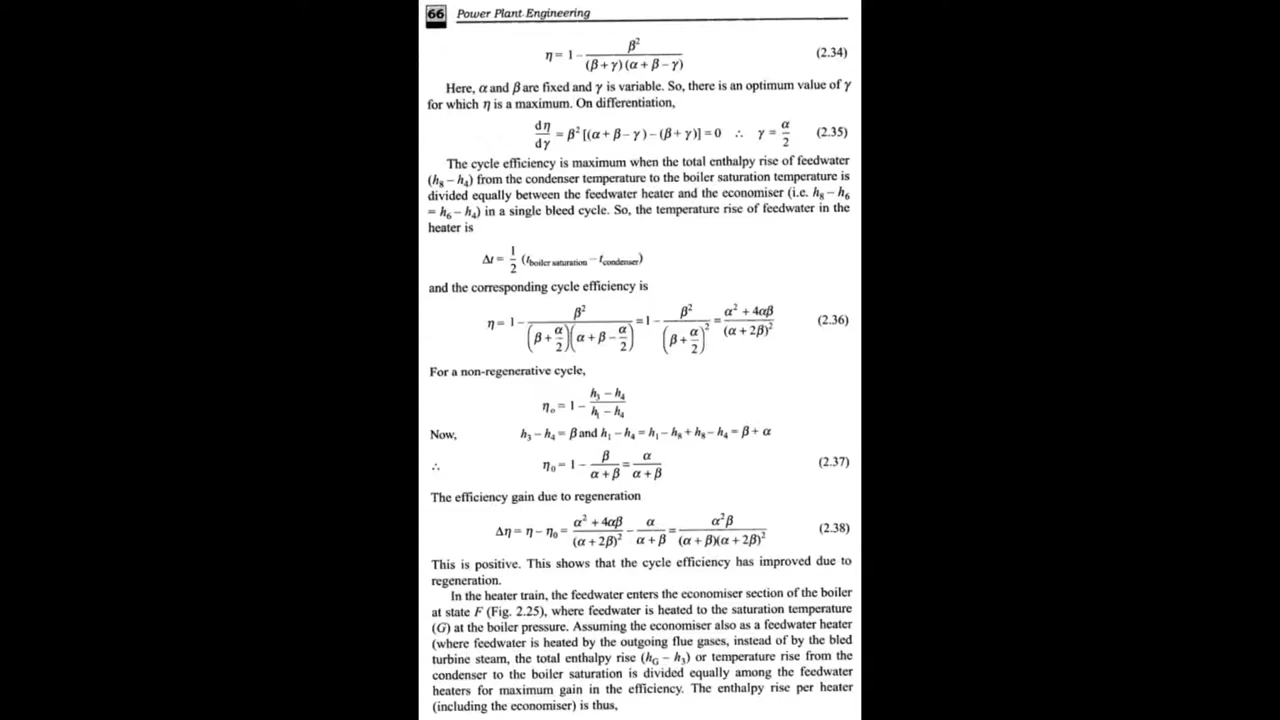 66 Power Plant Engineering
η = 1 - β² / (β + γ) (α + β - γ) (2.34)
Here, α and β are fixed and γ is variable. So, there is an optimum value of γ
for which η is a maximum. On differentiation,
dη/dγ = β² [(α + β - γ) - (β + γ)] = 0 ∴ γ = α/2 (2.35)
The cycle efficiency is maximum when the total enthalpy rise of feedwater
(h₈ - h₄) from the condenser temperature to the boiler saturation temperature is
divided equally between the feedwater heater and the economiser (i.e. h₈ - h₆
= h₆ - h₄) in a single bleed cycle. So, the temperature rise of feedwater in the
heater is
Δt = 1/2 (t boiler saturation - t condenser)
and the corresponding cycle efficiency is
η = 1 - β² / (β + α/2)(α + β - α/2) = 1 - β² / (β + α/2)² = α² + 4αβ / (α + 2β)² (2.36)
For a non-regenerative cycle,
ηₒ = 1 - h₃ - h₄ / h₁ - h₄
Now, h₃ - h₄ = β and h₁ - h₄ = h₁ - h₈ + h₈ - h₄ = β + α
∴ η₀ = 1 - β / α + β = α / α + β (2.37)
The efficiency gain due to regeneration
Δη = η - η₀ = α² + 4αβ / (α + 2β)² - α / α + β = α²β / (α + β)(α + 2β)² (2.38)
This is positive. This shows that the cycle efficiency has improved due to
regeneration.
In the heater train, the feedwater enters the economiser section of the boiler
at state F (Fig. 2.25), where feedwater is heated to the saturation temperature
(G) at the boiler pressure. Assuming the economiser also as a feedwater heater
(where feedwater is heated by the outgoing flue gases, instead of by the bled
turbine steam, the total enthalpy rise (h_G - h₃) or temperature rise from the
condenser to the boiler saturation is divided equally among the feedwater
heaters for maximum gain in the efficiency. The enthalpy rise per heater
(including the economiser) is thus,